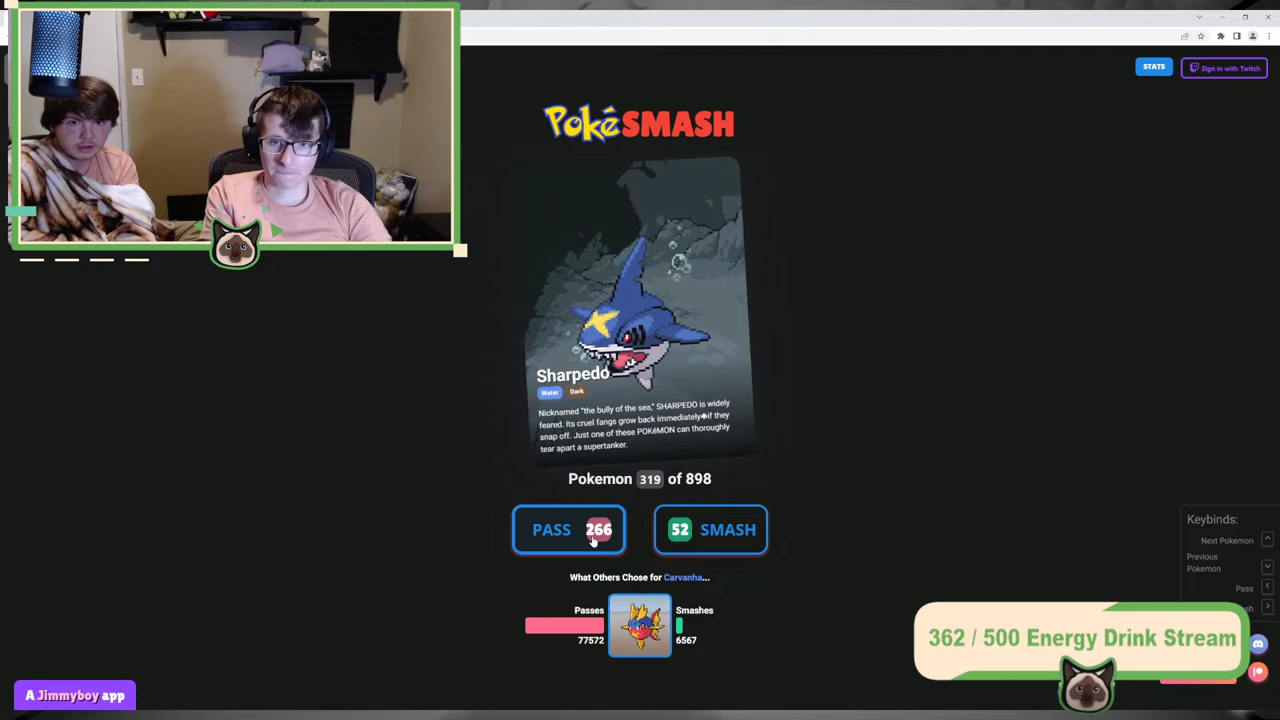 STATS
Sign in with Twitch
PokéSMASH
Sharpedo
Water Dark
Nicknamed "the bully of the sea," SHARPEDO is widely
feared. Its cruel fangs grow back immediately if they
snap off. Just one of these POKéMON can thoroughly
tear apart a supertanker.
Pokemon 319 of 898
PASS 266
52 SMASH
What Others Chose for Carvanha...
Passes
77572
Smashes
6567
Keybinds:
Next Pokemon
Previous
Pokemon
Pass
362 / 500 Energy Drink Stream
A Jimmyboy app